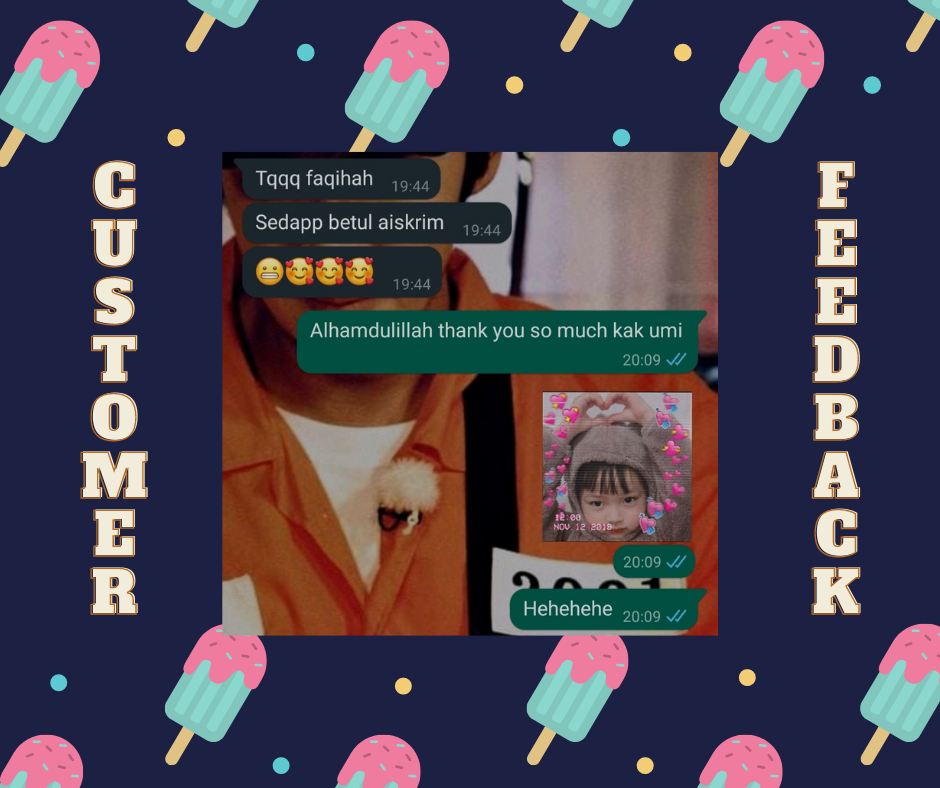 CUSTOMER
FEEDBACK
Tqqq faqihah 19:44
Sedapp betul aiskrim 19:44
😬🥰🥰🥰 19:44
Alhamdulillah thank you so much kak umi
20:09
12:00
NOV 12 2019
20:09
Hehehehe 20:09